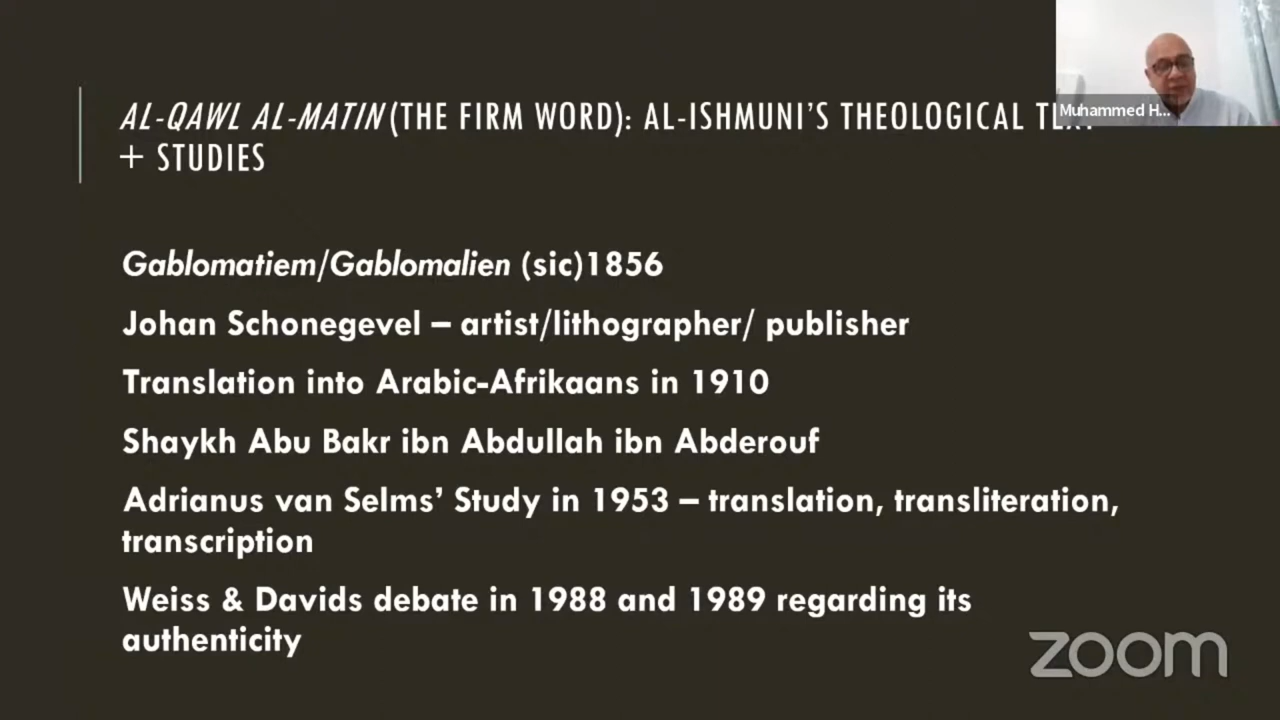 AL-QAWL AL-MATIN (THE FIRM WORD): AL-ISHMUNI'S THEOLOGICAL
+ STUDIES
Muhammed H...
Gablomatiem/Gablomalien (sic)1856
Johan Schonegevel – artist/lithographer/ publisher
Translation into Arabic-Afrikaans in 1910
Shaykh Abu Bakr ibn Abdullah ibn Abderouf
Adrianus van Selms' Study in 1953 – translation, transliteration,
transcription
Weiss & Davids debate in 1988 and 1989 regarding its
authenticity
zoom